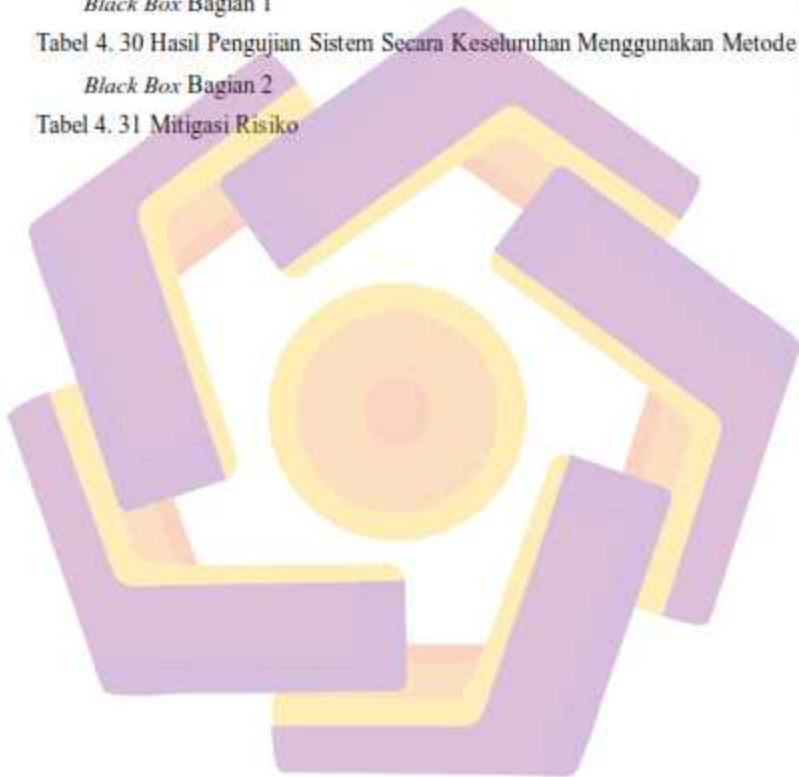 Black Box Bagian 1
Tabel 4. 30 Hasil Pengujian Sistem Secara Keseluruhan Menggunakan Metode
Black Box Bagian 2
Tabel 4. 31 Mitigasi Risiko